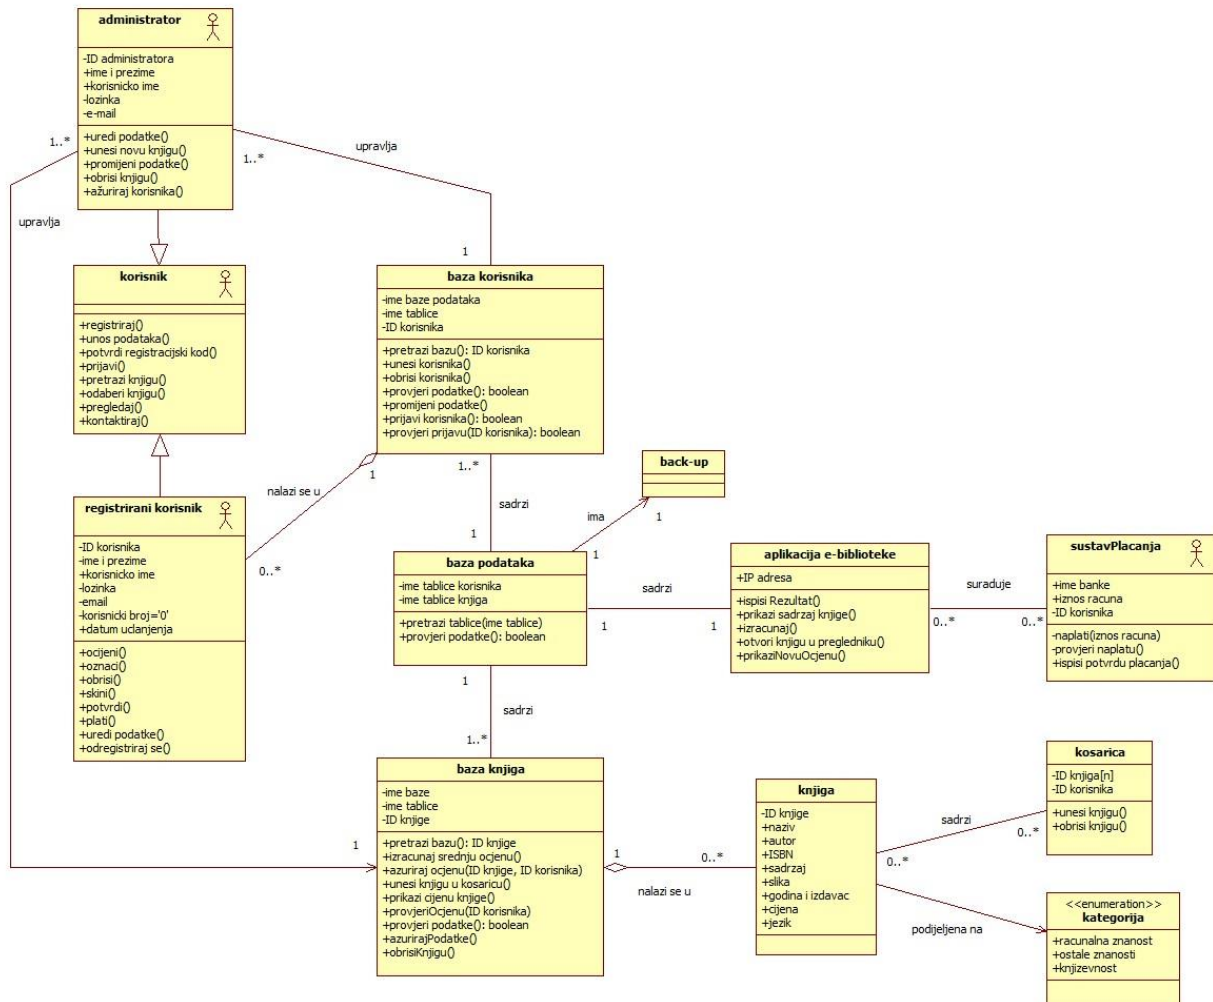 administrator
-ID administratora
+ime i prezime
+korisnicko ime
-lozinka
-e-mail
+uredi podatke()
+unesi novu knjigu()
+promijeni podatke()
+obrisi knjigu()
+ažuriraj korisnika()
1..*
1..*
upravlja
upravlja
1
korisnik
+registriraj()
+unos podataka()
+potvrdi registracijski kod()
+prijavi()
+pretrazi knjigu()
+odaberi knjigu()
+pregledaj()
+kontaktiraj()
baza korisnika
-ime baze podataka
-ime tablice
-ID korisnika
+pretrazi bazu(): ID korisnika
+unesi korisnika()
+obrisi korisnika()
+provjeri podatke(): boolean
+promijeni podatke()
+prijavi korisnika(): boolean
+provjeri prijavu(ID korisnika): boolean
1
1..*
nalazi se u
0..*
sadrzi
1
registrirani korisnik
-ID korisnika
-ime i prezime
+korisnicko ime
-lozinka
-email
-korisnicki broj='0'
+datum uclanjenja
+ocijeni()
+oznaci()
+obrisi()
+skini()
+potvrdi()
+plati()
+uredi podatke()
+odregistriraj se()
back-up
ima
1
1
baza podataka
-ime tablice korisnika
-ime tablice knjiga
+pretrazi tablice(ime tablice)
+provjeri podatke(): boolean
sadrzi
1
1
aplikacija e-biblioteke
+IP adresa
+ispisi Rezultat()
+prikazi sadrzaj knjige()
+izracunaj()
+otvori knjigu u pregledniku()
+prikaziNovuOcjenu()
suraduje
0..*
0..*
sustavPlacanja
+ime banke
+iznos racuna
-ID korisnika
-naplati(iznos racuna)
-provjeri naplatu()
+ispisi potvrdu placanja()
1
sadrzi
1..*
baza knjiga
-ime baze
-ime tablice
-ID knjige
+pretrazi bazu(): ID knjige
+izracunaj srednju ocjenu()
+azuriraj ocjenu(ID knjige, ID korisnika)
+unesi knjigu u kosaricu()
+prikazi cijenu knjige()
+provjeriOcjenu(ID korisnika)
+provjeri podatke(): boolean
+azurirajPodatke()
+obrisiKnjigu()
1
1
0..*
nalazi se u
knjiga
-ID knjige
+naziv
+autor
+ISBN
+sadrzaj
+slika
+godina i izdavac
+cijena
+jezik
sadrzi
0..*
0..*
kosarica
-ID knjiga[n]
-ID korisnika
+unesi knjigu()
+obrisi knjigu()
podijeljena na
<<enumeration>>
kategorija
+racunalna znanost
+ostale znanosti
+knjizevnost